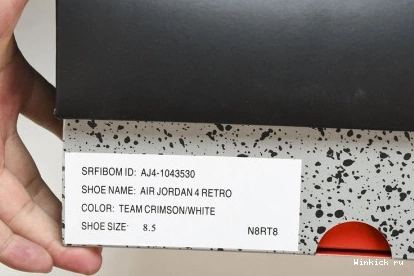 SRFIBOM ID: AJ4-1043530
SHOE NAME: AIR JORDAN 4 RETRO
COLOR: TEAM CRIMSON/WHITE
SHOE SIZE: 8.5 N8RT8
Winkick ru